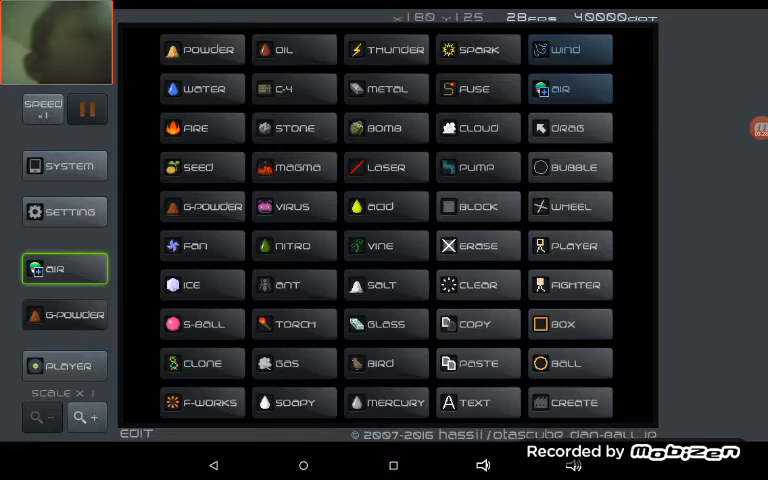 x180 y125 28FPS 40000DOT
POWDER OIL THUNDER SPARK WIND
WATER C-4 METAL FUSE AIR
FIRE STONE BOMB CLOUD DRAG
SEED MAGMA LASER PUMP BUBBLE
G-POWDER VIRUS ACID BLOCK WHEEL
FAN NITRO VINE ERASE PLAYER
ICE ANT SALT CLEAR FIGHTER
S-BALL TORCH GLASS COPY BOX
CLONE GAS BIRD PASTE BALL
F-WORKS SOAPY MERCURY TEXT CREATE
SPEED
x1
SYSTEM
SETTING
AIR
G-POWDER
PLAYER
SCALE x 1
EDIT © 2007-2016 hassii/otascube dan-ball.jp
Recorded by mobizen